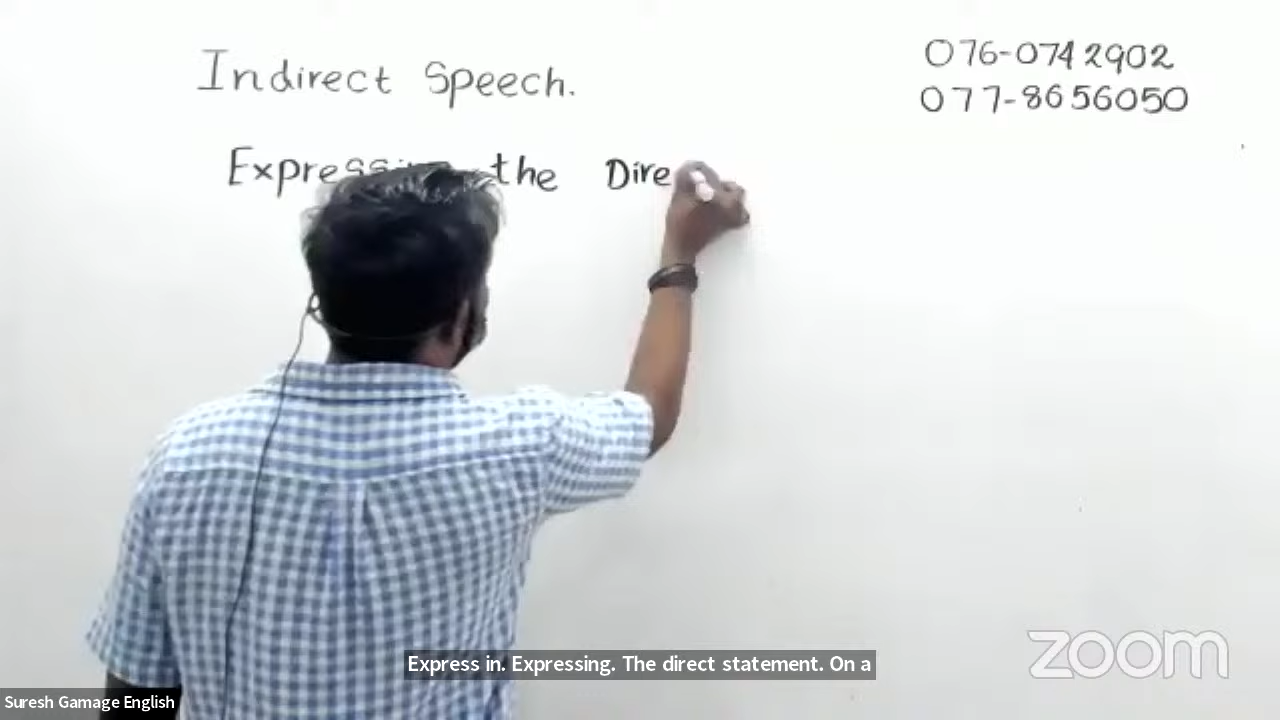 Indirect Speech.
076-0742902
077-8656050
Expressing the Dire
Express in. Expressing. The direct statement. On a
zoom
Suresh Gamage English